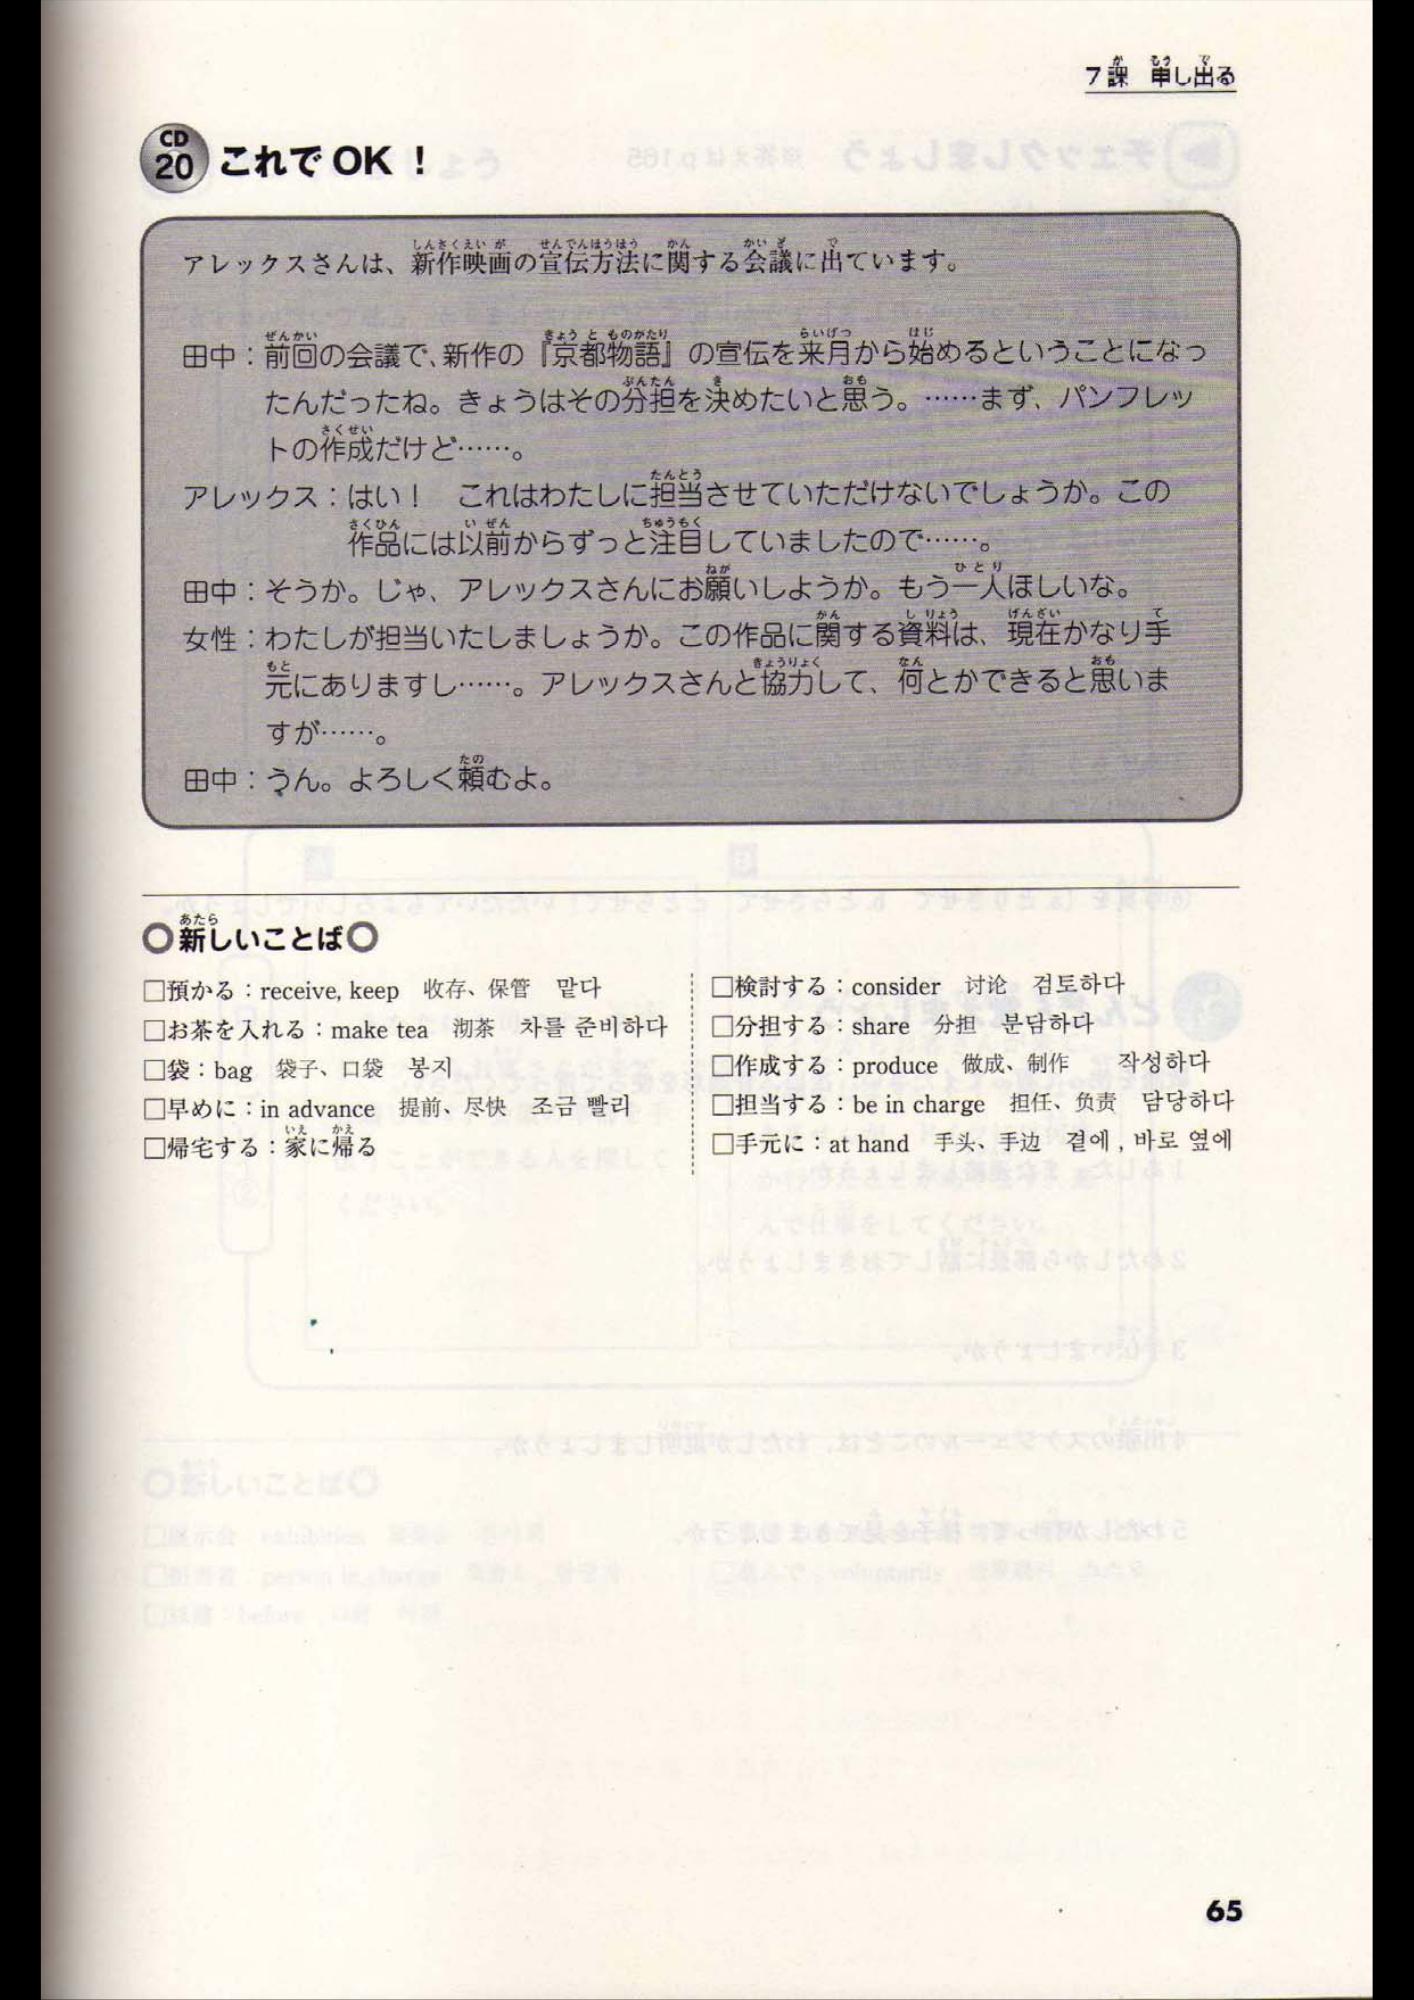 7課　申し出る
CD 20 これで OK !
アレックスさんは、新作映画の宣伝方法に関する会議に出ています。
田中：前回の会議で、新作の『京都物語』の宣伝を来月から始めるということになっ
たんだったね。きょうはその分担を決めたいと思う。……まず、パンフレッ
トの作成だけど……。
アレックス：はい！　これはわたしに担当させていただけないでしょうか。この
作品には以前からずっと注目していましたので……。
田中：そうか。じゃ、アレックスさんにお願いしようか。もう一人ほしいな。
女性：わたしが担当いたしましょうか。この作品に関する資料は、現在かなり手
元にありますし……。アレックスさんと協力して、何とかできると思いま
すが……。
田中：うん。よろしく頼むよ。
○新しいことば○
□預かる：receive, keep　收存、保管　맡다
□お茶を入れる：make tea　沏茶　차를 준비하다
□袋：bag　袋子、口袋　봉지
□早めに：in advance　提前、尽快　조금 빨리
□帰宅する：家に帰る
□検討する：consider　讨论　검토하다
□分担する：share　分担　분담하다
□作成する：produce　做成、制作　작성하다
□担当する：be in charge　担任、负责　담당하다
□手元に：at hand　手头、手边　곁에 , 바로 옆에
65